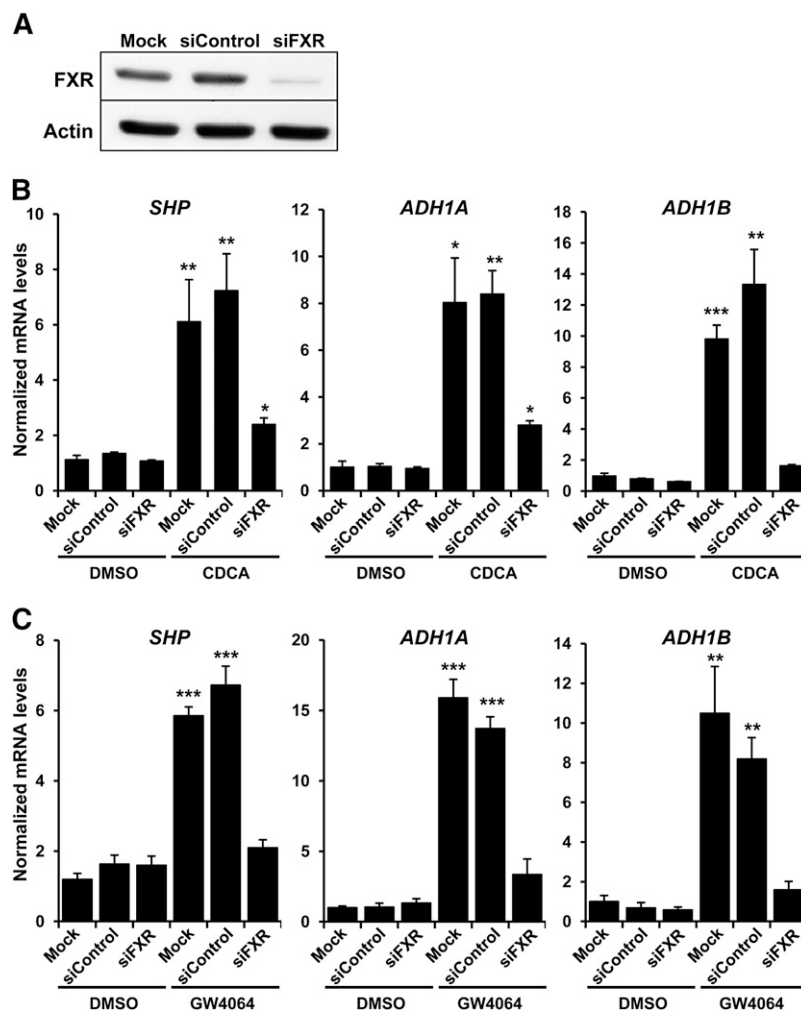 A
Mock siControl siFXR
FXR
Actin
B
SHP ADH1A ADH1B
Normalized mRNA levels
10
8
6
4
2
0
** ** *
12
10
8
6
4
2
0
* ** *
18
16
14
12
10
8
6
4
2
0
*** **
Mock siControl siFXR Mock siControl siFXR
DMSO CDCA
Mock siControl siFXR Mock siControl siFXR
DMSO CDCA
Mock siControl siFXR Mock siControl siFXR
DMSO CDCA
C
SHP ADH1A ADH1B
Normalized mRNA levels
8
6
4
2
0
*** ***
20
15
10
5
0
*** ***
14
12
10
8
6
4
2
0
** **
Mock siControl siFXR Mock siControl siFXR
DMSO GW4064
Mock siControl siFXR Mock siControl siFXR
DMSO GW4064
Mock siControl siFXR Mock siControl siFXR
DMSO GW4064